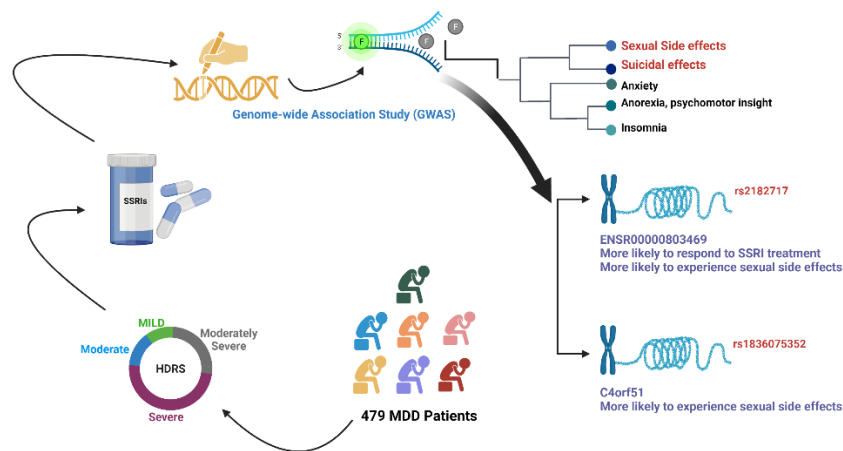 5'
3'
F
F
F
Genome-wide Association Study (GWAS)
Sexual Side effects
Suicidal effects
Anxiety
Anorexia, psychomotor insight
Insomnia
SSRIs
rs2182717
ENSR00000803469
More likely to respond to SSRI treatment
More likely to experience sexual side effects
MILD
Moderate
Moderately
Severe
HDRS
Severe
479 MDD Patients
rs1836075352
C4orf51
More likely to experience sexual side effects